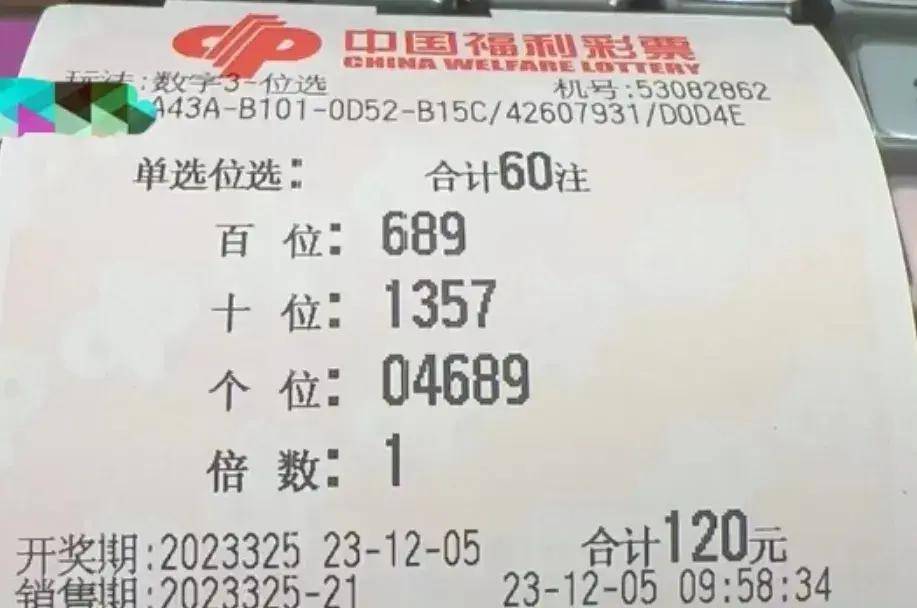 中国福利彩票
CHINA WELFARE LOTTERY
玩法:数字3-位选 机号:53082862
A43A-B101-0D52-B15C/42607931/D0D4E
单选位选: 合计60注
百 位: 689
十 位: 1357
个 位: 04689
倍 数: 1
开奖期:2023325 23-12-05 合计120元
销售期:2023325-21 23-12-05 09:58:34